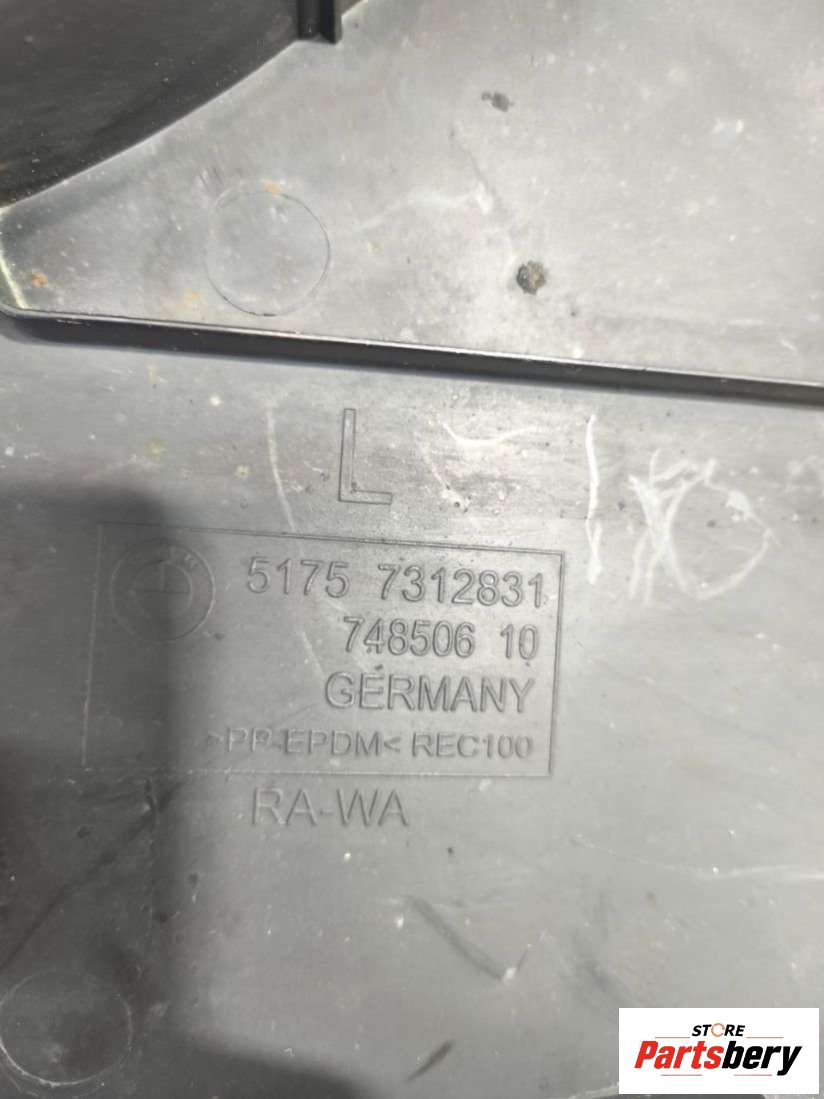 L
5175 7312831
748506 10
GERMANY
>PP-EPDM< REC100
RA-WA
STORE
Partsbery